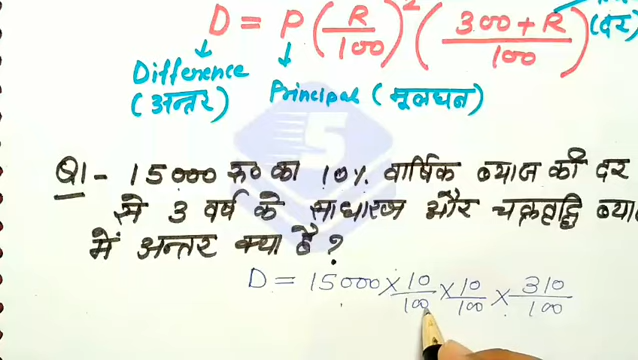 D = P (R/100)² (300 + R/100) (दर)
Difference
(अन्तर)
Principal (मूलधन)
Q1 - 15000 रु० का 10% वार्षिक ब्याज की दर
से 3 वर्ष के साधारण और चक्रवृद्धि ब्याज
में अन्तर क्या है ?
D = 15000 × 10/100 × 10/100 × 310/100